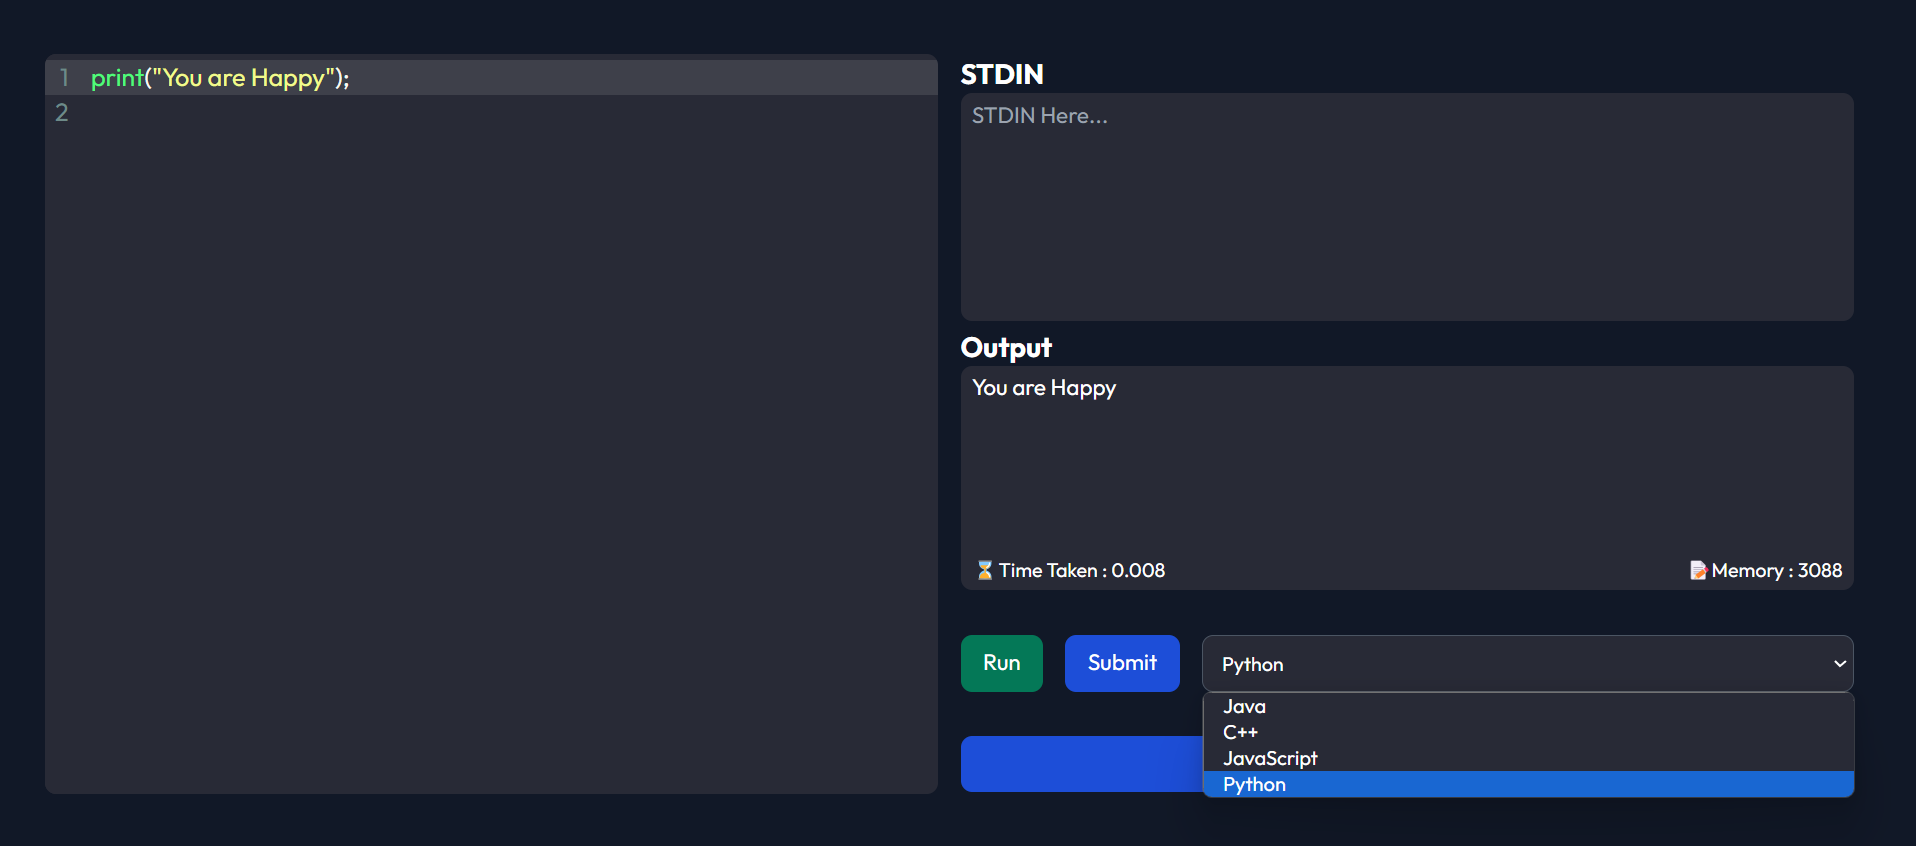 1 print("You are Happy");
2
STDIN
STDIN Here...
Output
You are Happy
⌛Time Taken : 0.008
📝Memory : 3088
Run
Submit
Python
Java
C++
JavaScript
Python